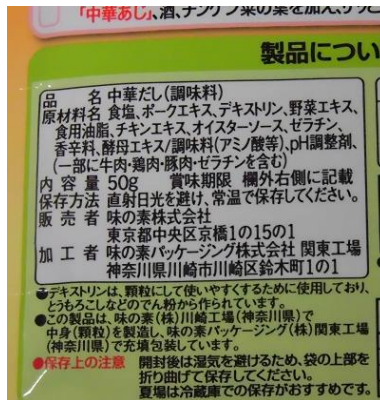 「中華あじ」、酒、チンゲン菜の葉を加え、
製品につい
品名 中華だし(調味料)
原材料名 食塩、ポークエキス、デキストリン、野菜エキス、
食用油脂、チキンエキス、オイスターソース、ゼラチン、
香辛料、酵母エキス/調味料(アミノ酸等)、pH調整剤、
(一部に牛肉・鶏肉・豚肉・ゼラチンを含む)
内容量 50g 賞味期限 欄外右側に記載
保存方法 直射日光を避け、常温で保存してください。
販売者 味の素株式会社
東京都中央区京橋1の15の1
加工者 味の素パッケージング株式会社 関東工場
神奈川県川崎市川崎区鈴木町1の1
●デキストリンは、顆粒にして使いやすくするために使用しており、
とうもろこしなどのでん粉から作られています。
●この製品は、味の素(株)川崎工場(神奈川県)で
中身(顆粒)を製造し、味の素パッケージング(株)関東工場
(神奈川県)で充填包装しています。
●保存上の注意 開封後は湿気を避けるため、袋の上部を
折り曲げて保存してください。
夏場は冷蔵庫での保存がおすすめです。